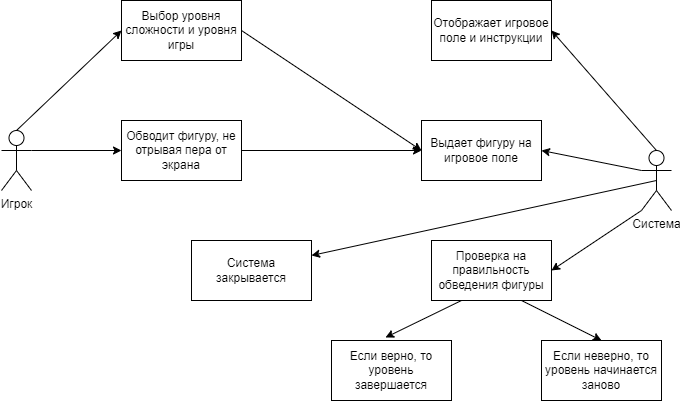 Выбор уровня
сложности и уровня
игры
Отображает игровое
поле и инструкции
Обводит фигуру, не
отрывая пера от
экрана
Выдает фигуру на
игровое поле
Игрок
Система
Система
закрывается
Проверка на
правильность
обведения фигуры
Если верно, то
уровень
завершается
Если неверно, то
уровень начинается
заново